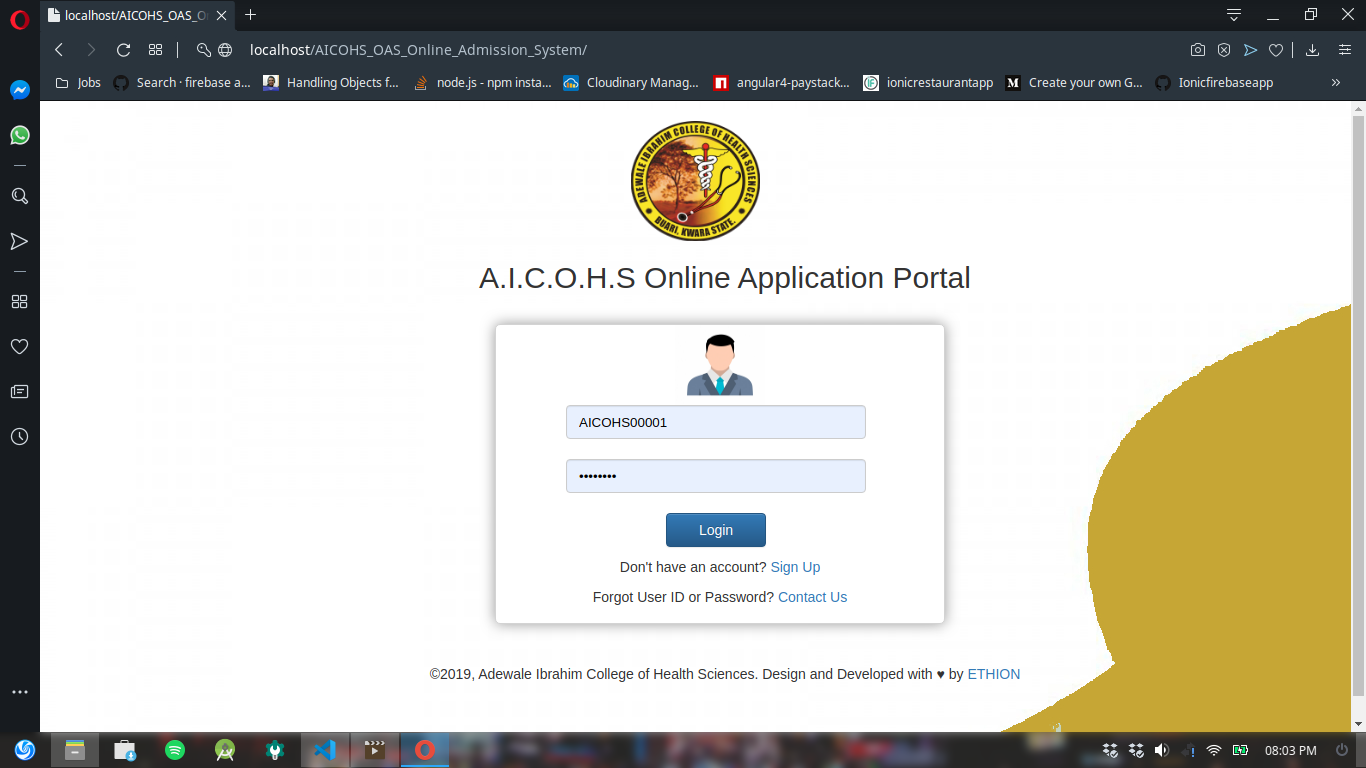 localhost/AICOHS_OAS_O
localhost/AICOHS_OAS_Online_Admission_System/
Jobs
Search · firebase a...
Handling Objects f...
node.js - npm insta...
Cloudinary Manag...
angular4-paystack...
ionicrestaurantapp
Create your own G...
Ionicfirebaseapp
ADEWALE IBRAHIM COLLEGE OF HEALTH SCIENCES
BUARI, KWARA STATE.
A.I.C.O.H.S Online Application Portal
AICOHS00001
••••••••
Login
Don't have an account? Sign Up
Forgot User ID or Password? Contact Us
©2019, Adewale Ibrahim College of Health Sciences. Design and Developed with ♥ by ETHION
08:03 PM